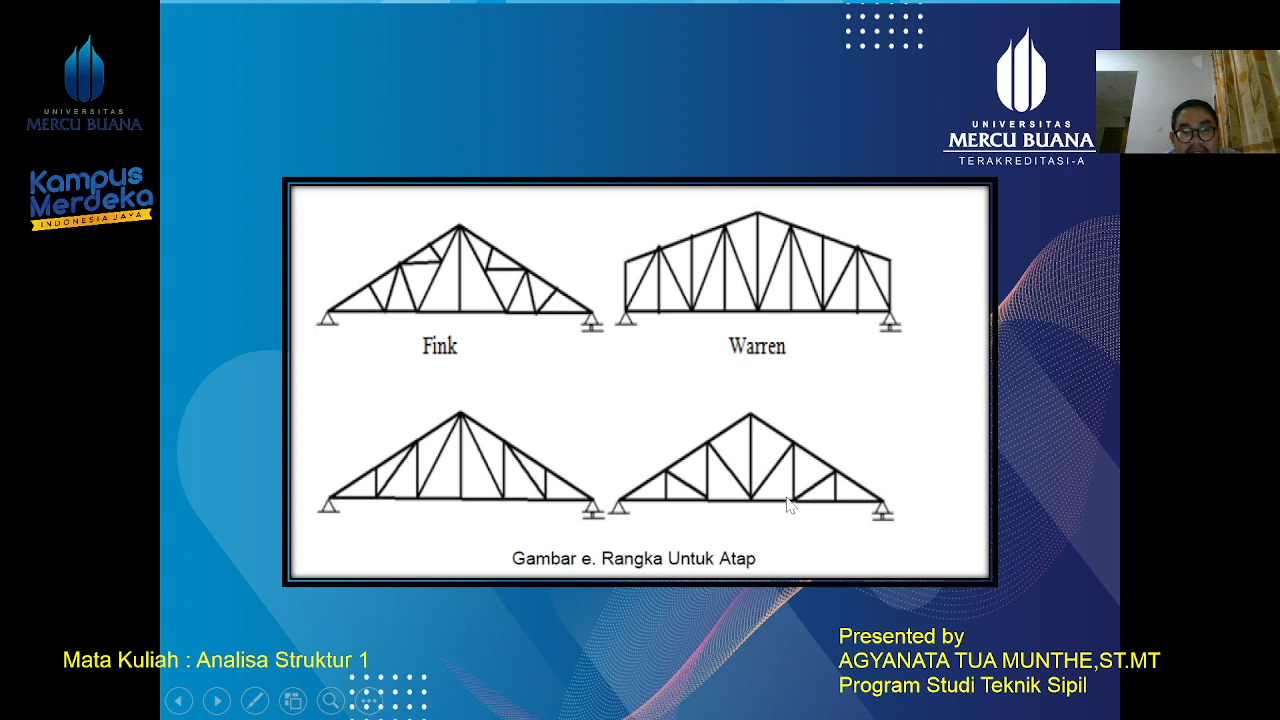 UNIVERSITAS
MERCU BUANA
Kampus
Merdeka
INDONESIA JAYA
UNIVERSITAS
MERCU BUANA
TERAKREDITASI-A
Fink
Warren
Gambar e. Rangka Untuk Atap
Mata Kuliah : Analisa Struktur 1
Presented by
AGYANATA TUA MUNTHE,ST.MT
Program Studi Teknik Sipil